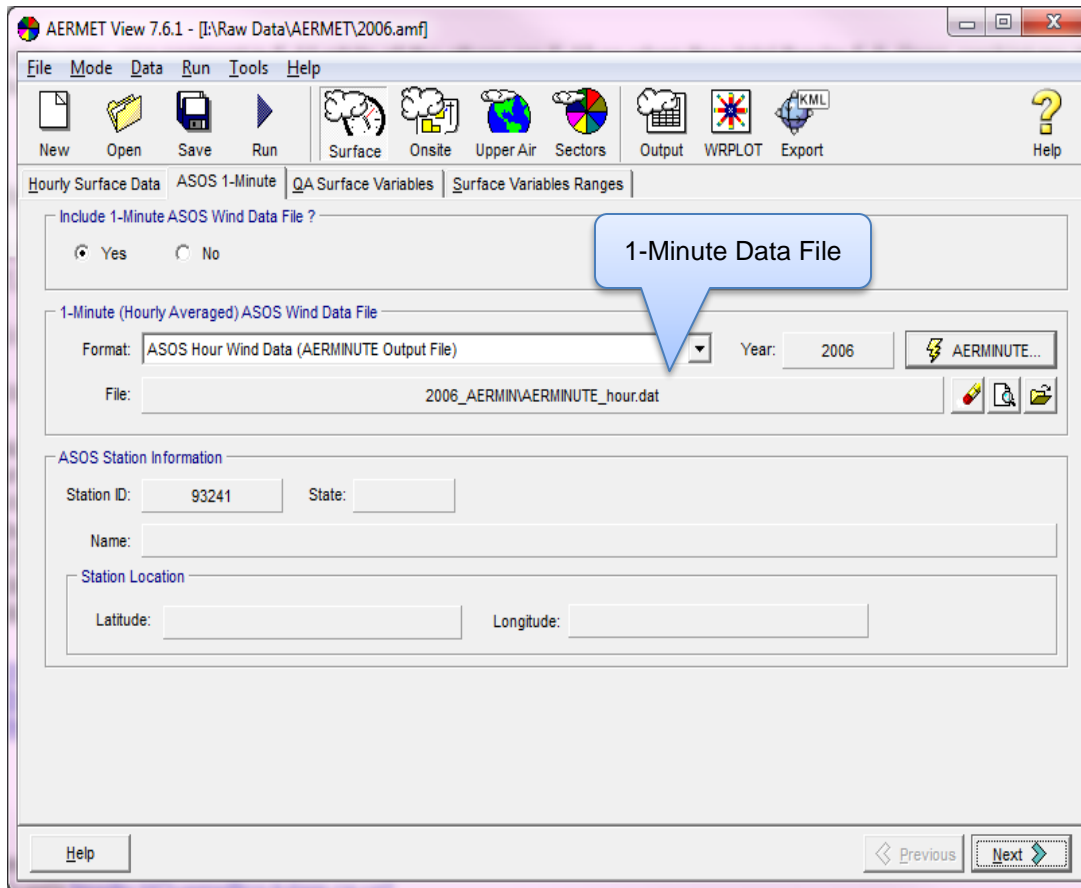 AERMET View 7.6.1 - [I:\Raw Data\AERMET\2006.amf]
File Mode Data Run Tools Help
KML
New Open Save Run Surface Onsite Upper Air Sectors Output WRPLOT Export Help
Hourly Surface Data ASOS 1-Minute QA Surface Variables Surface Variables Ranges
Include 1-Minute ASOS Wind Data File ?
Yes No
1-Minute Data File
1-Minute (Hourly Averaged) ASOS Wind Data File
Format: ASOS Hour Wind Data (AERMINUTE Output File) Year: 2006 AERMINUTE...
File: 2006_AERMIN\AERMINUTE_hour.dat
ASOS Station Information
Station ID: 93241 State:
Name:
Station Location
Latitude: Longitude:
Help Previous Next